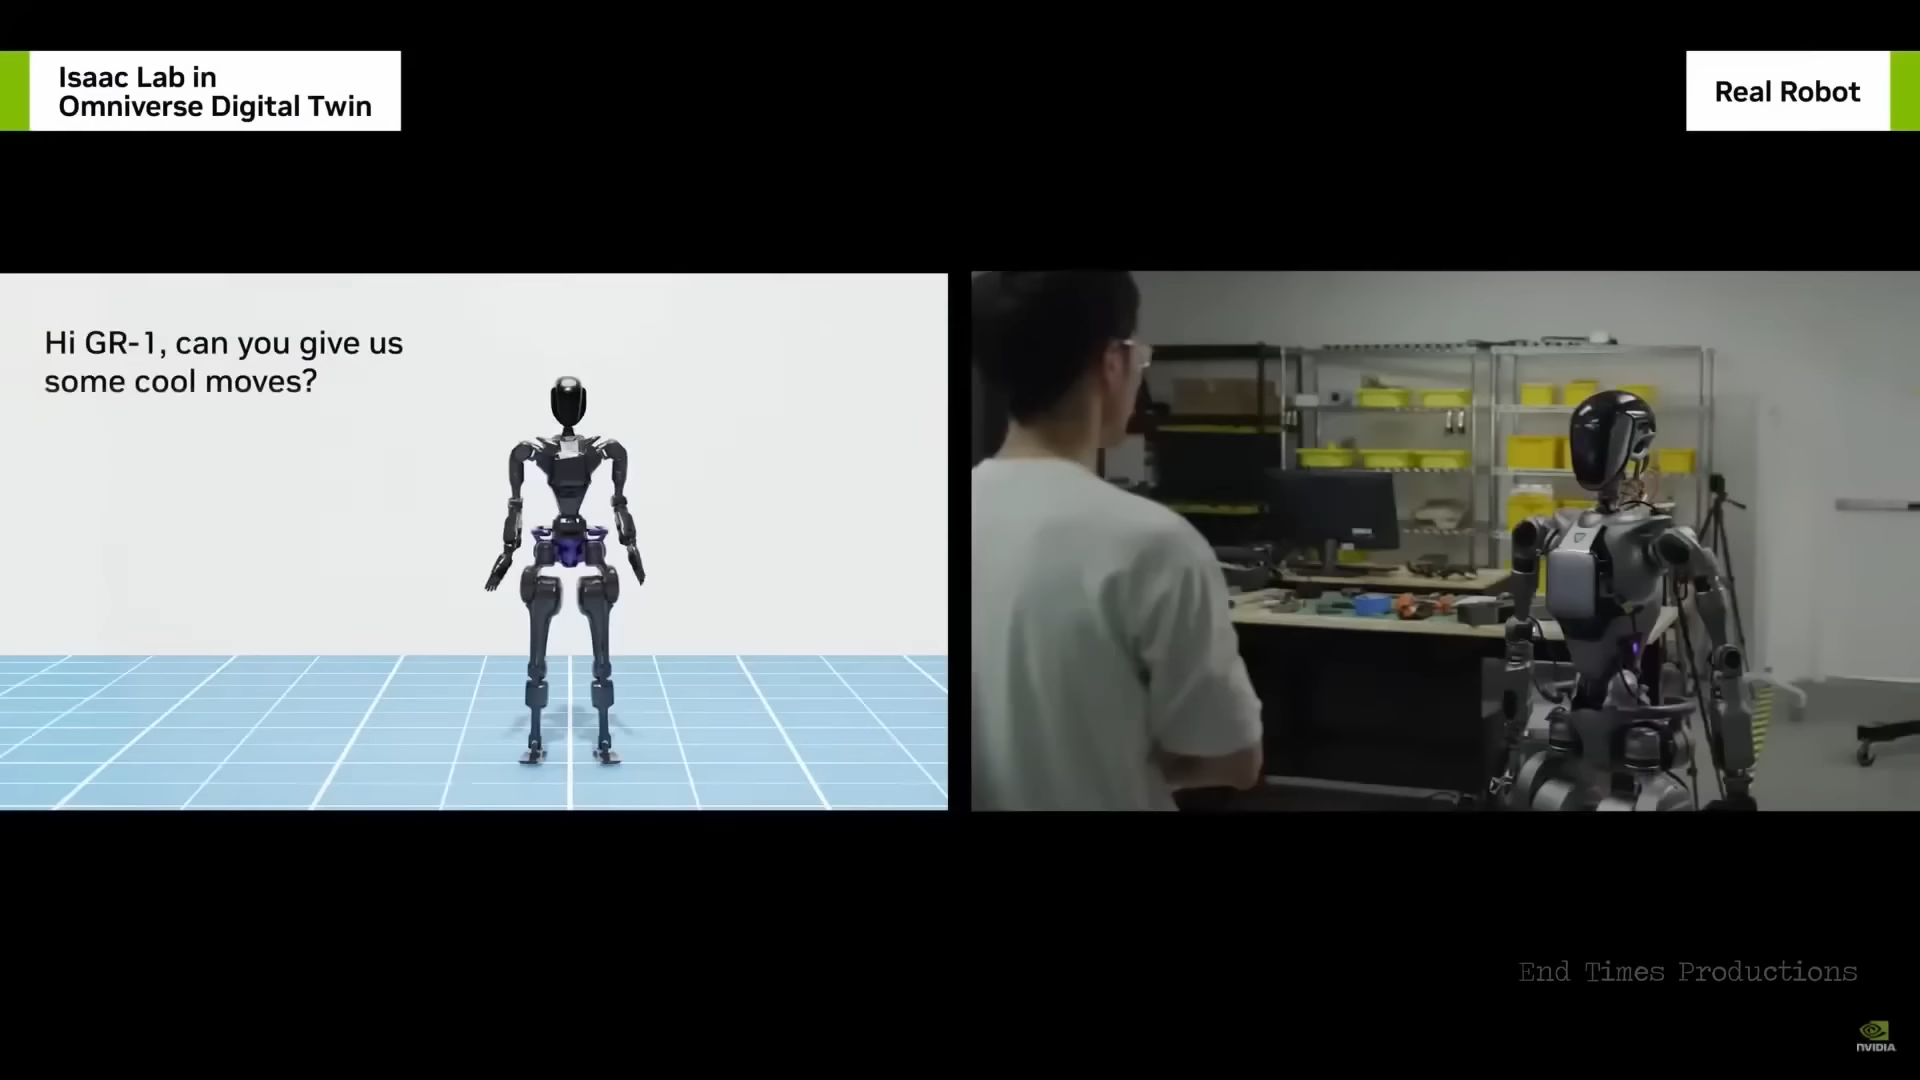 Isaac Lab in
Omniverse Digital Twin
Real Robot
Hi GR-1, can you give us
some cool moves?
End Times Productions
NVIDIA